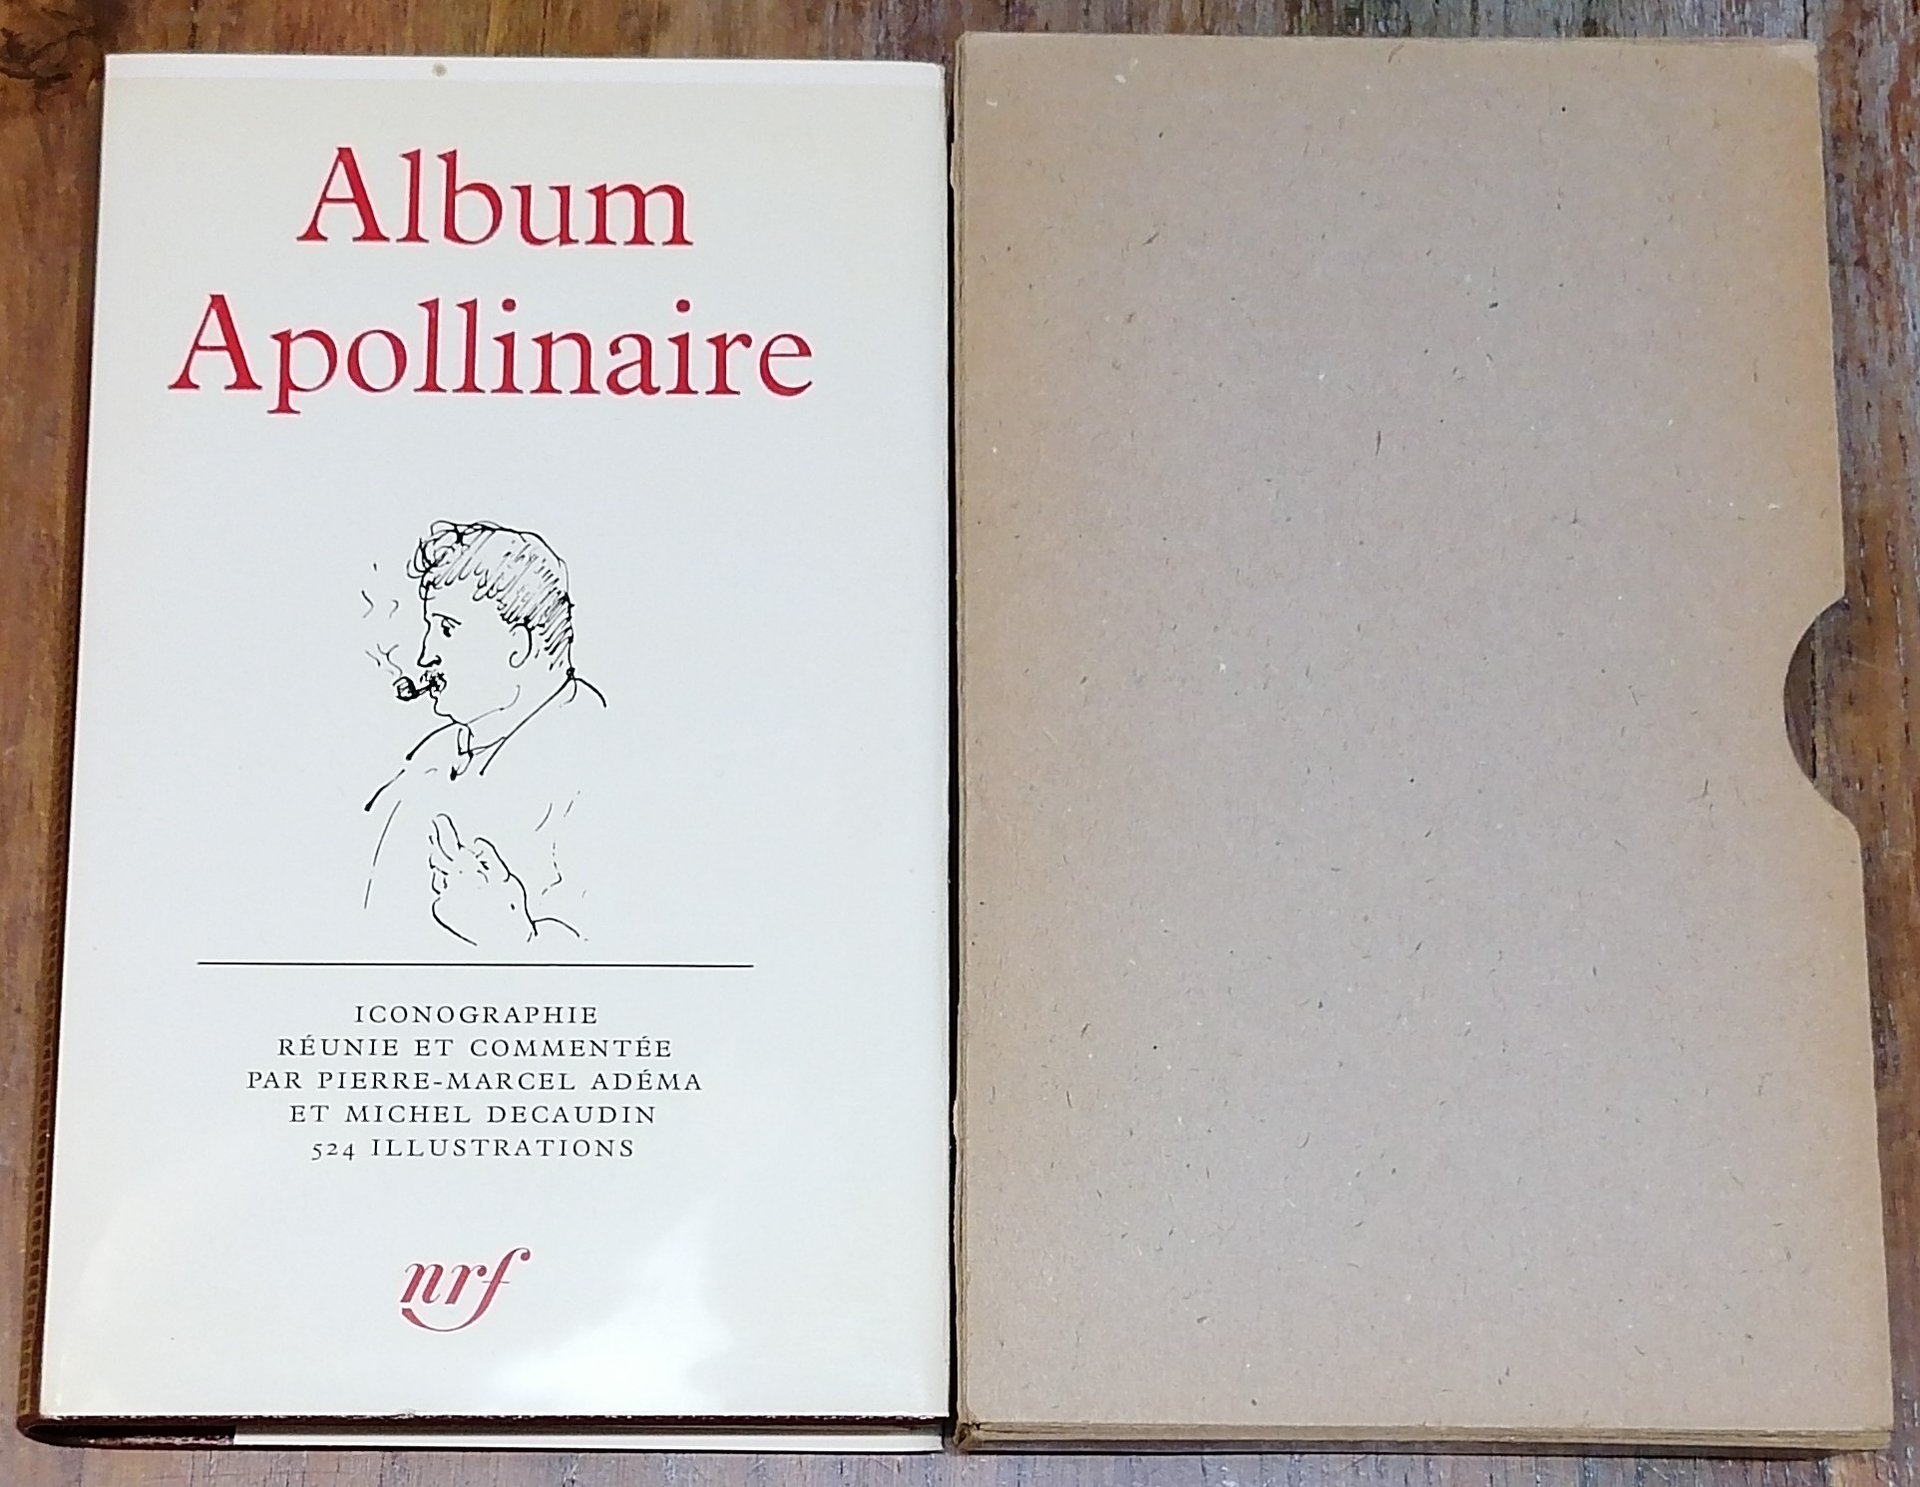 Album
Apollinaire
ICONOGRAPHIE
RÉUNIE ET COMMENTÉE
PAR PIERRE-MARCEL ADÉMA
ET MICHEL DECAUDIN
524 ILLUSTRATIONS
nrf